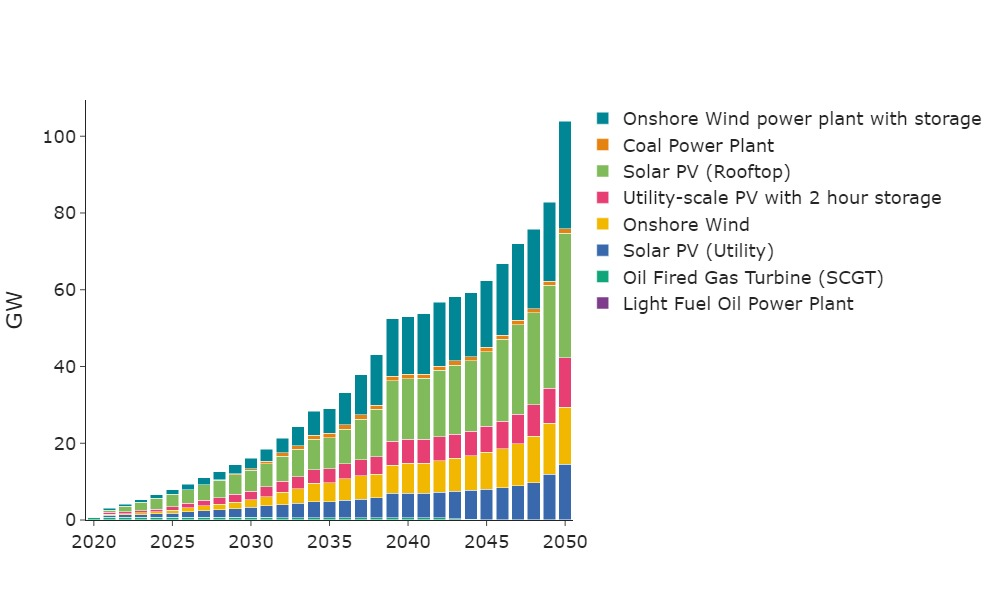 GW
100
80
60
40
20
0
2020 2025 2030 2035 2040 2045 2050
Onshore Wind power plant with storage
Coal Power Plant
Solar PV (Rooftop)
Utility-scale PV with 2 hour storage
Onshore Wind
Solar PV (Utility)
Oil Fired Gas Turbine (SCGT)
Light Fuel Oil Power Plant